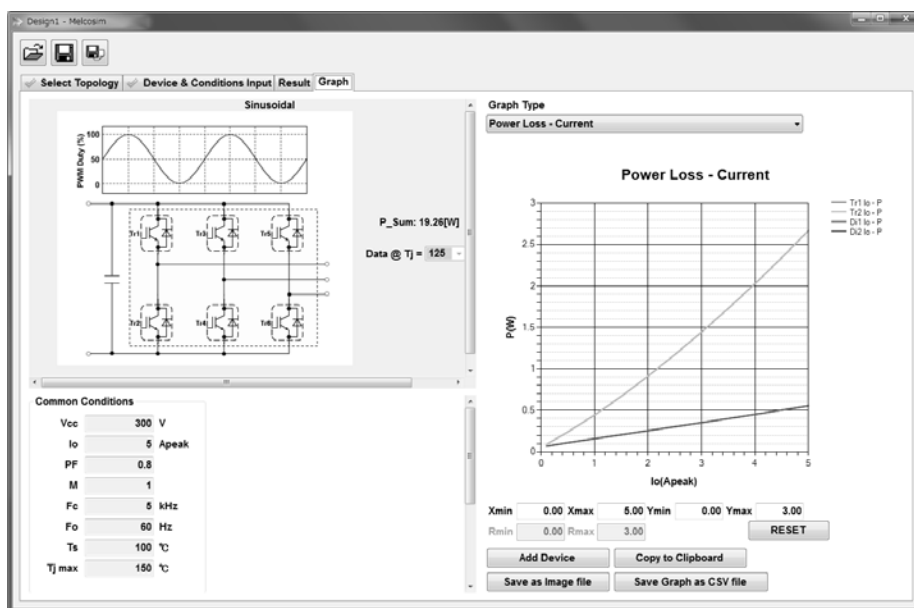 Design1 - Melcosim
Select Topology Device & Conditions Input Result Graph
Sinusoidal
PWM Duty (%)
100
50
0
Tr1 Tr3 Tr5
Tr2 Tr4 Tr6
P_Sum: 19.26[W]
Data @ Tj = 125
Common Conditions
Vcc 300 V
Io 5 Apeak
PF 0.8
M 1
Fc 5 kHz
Fo 60 Hz
Ts 100 ℃
Tj max 150 ℃
Graph Type
Power Loss - Current
Power Loss - Current
Tr1 Io - P
Tr2 Io - P
Di1 Io - P
Di2 Io - P
P(W)
3
2.5
2
1.5
1
0.5
0
0 1 2 3 4 5
Io(Apeak)
Xmin 0.00 Xmax 5.00 Ymin 0.00 Ymax 3.00
Rmin 0.00 Rmax 3.00 RESET
Add Device Copy to Clipboard
Save as Image file Save Graph as CSV file